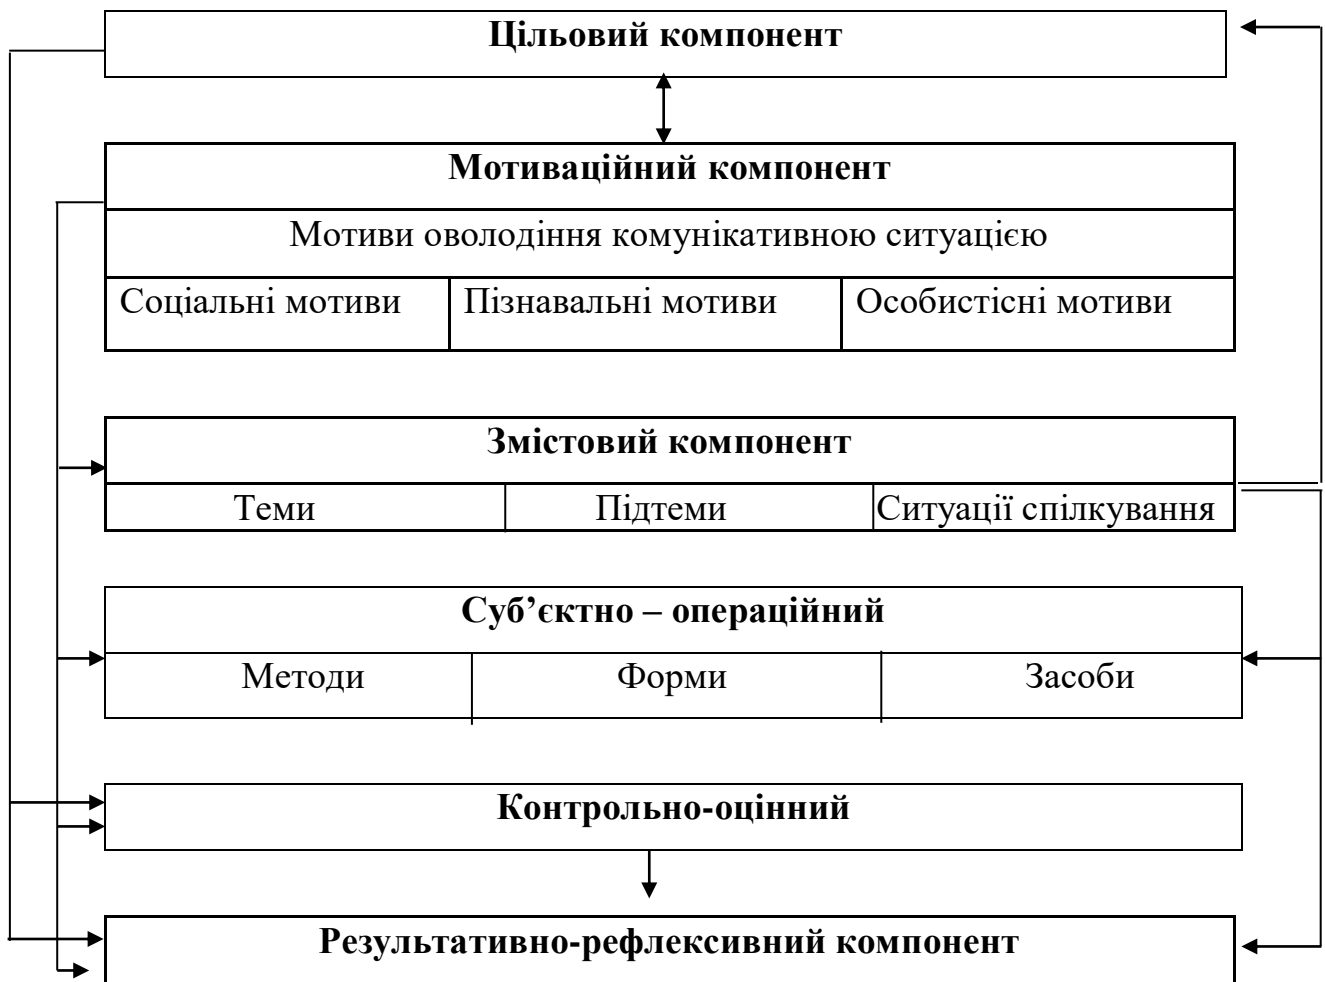 Цільовий компонент
Мотиваційний компонент
Мотиви оволодіння комунікативною ситуацією
Соціальні мотиви Пізнавальні мотиви Особистісні мотиви
Змістовий компонент
Теми Підтеми Ситуації спілкування
Суб’єктно – операційний
Методи Форми Засоби
Контрольно-оцінний
Результативно-рефлексивний компонент